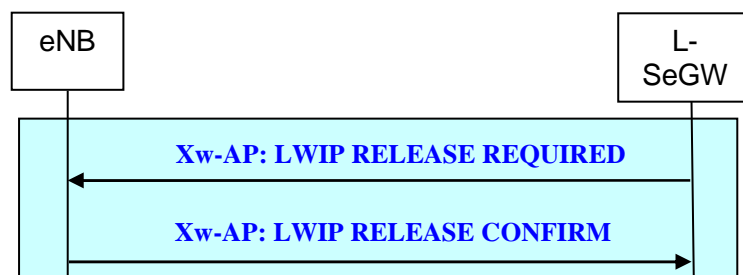 eNB
L-
SeGW
Xw-AP: LWIP RELEASE REQUIRED
Xw-AP: LWIP RELEASE CONFIRM